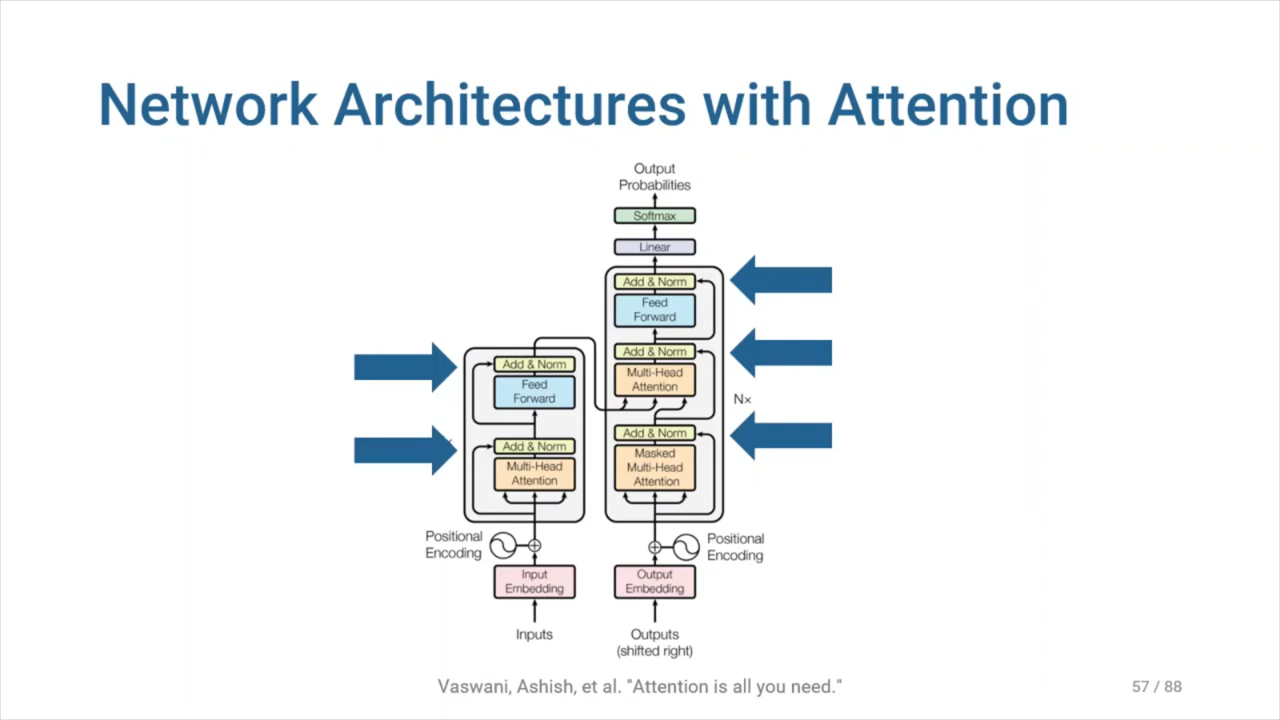 Network Architectures with Attention
Output
Probabilities
Softmax
Linear
Add & Norm
Feed
Forward
Add & Norm
Multi-Head
Attention
N×
Add & Norm
Masked
Multi-Head
Attention
Add & Norm
Feed
Forward
Add & Norm
Multi-Head
Attention
Positional
Encoding
Positional
Encoding
Input
Embedding
Output
Embedding
Inputs
Outputs
(shifted right)
Vaswani, Ashish, et al. "Attention is all you need."
57 / 88